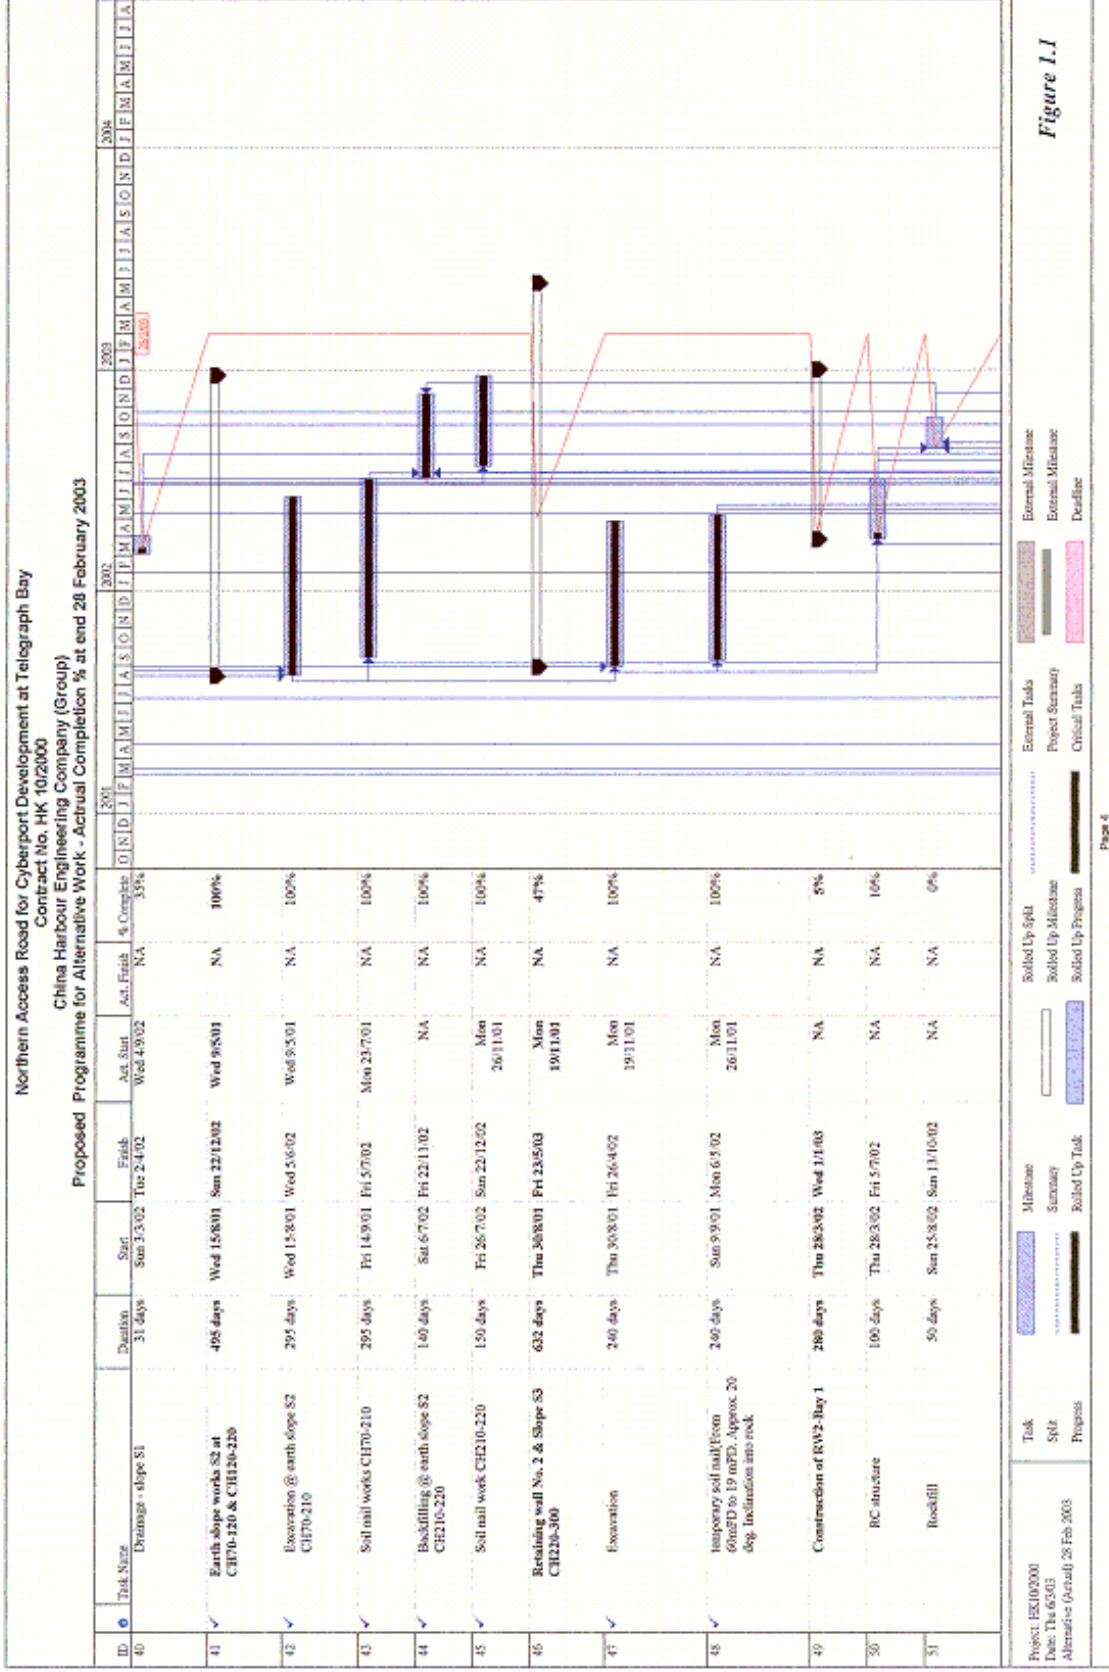 Northern Access Road for Cyberport Development at Telegraph Bay
Contract No. HK 10/2000
China Harbour Engineering Company (Group)
Proposed Programme for Alternative Work - Actrual Completion % at end 28 February 2003
ID Task Name Duration Start Finish Act. Start Act. Finish % Complete
2001 2002 2003 2004
O N D J F M A M J J A S O N D J F M A M J J A S O N D J F M A M J J A S O N D J F M A M J J A
28/2/03
40 Drainage - slope S1 31 days Sun 3/3/02 Tue 2/4/02 Wed 4/9/02 NA 35%
41 Earth slope works S2 at
CH70-120 & CH120-220 495 days Wed 15/8/01 Sun 22/12/02 Wed 9/5/01 NA 100%
42 Excavation @ earth slope S2
CH70-210 295 days Wed 15/8/01 Wed 5/6/02 Wed 9/5/01 NA 100%
43 Soil nail works CH70-210 295 days Fri 14/9/01 Fri 5/7/02 Mon 23/7/01 NA 100%
44 Backfilling @ earth slope S2
CH210-220 140 days Sat 6/7/02 Fri 22/11/02 NA NA 100%
45 Soil nail work CH210-220 150 days Fri 26/7/02 Sun 22/12/02 Mon
26/11/01 NA 100%
46 Retaining wall No. 2 & Slope S3
CH220-300 632 days Thu 30/8/01 Fri 23/5/03 Mon
19/11/01 NA 47%
47 Excavation 240 days Thu 30/8/01 Fri 26/4/02 Mon
19/11/01 NA 100%
48 temporary soil nail(From
60mPD to 19 mPD. Approx. 20
deg. Inclination into rock 240 days Sun 9/9/01 Mon 6/5/02 Mon
26/11/01 NA 100%
49 Construction of RW2-Bay 1 280 days Thu 28/3/02 Wed 1/1/03 NA NA 5%
50 RC structure 100 days Thu 28/3/02 Fri 5/7/02 NA NA 10%
51 Rockfill 50 days Sun 25/8/02 Sun 13/10/02 NA NA 0%
Project: HK10/2000
Date: Thu 6/3/03
Alternative (Actual) 28 Feb 2003
Task
Split
Progress
Milestone
Summary
Rolled Up Task
Rolled Up Split
Rolled Up Milestone
Rolled Up Progress
External Tasks
Project Summary
Critical Tasks
External Milestone
External Milestone
Deadline
Figure 1.1
Page 4